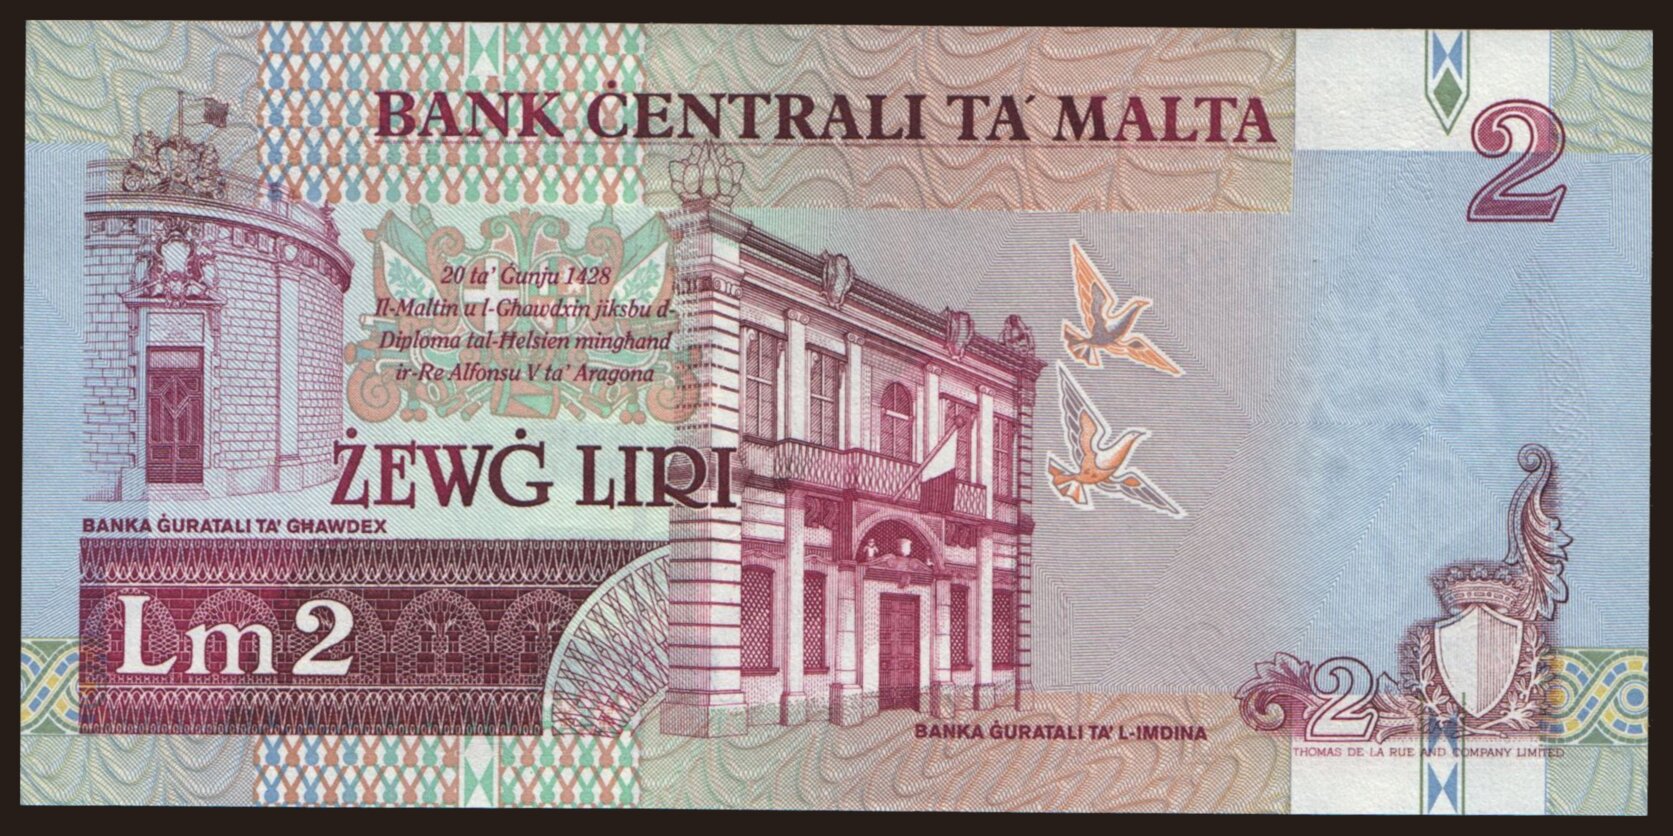 BANK ĊENTRALI TA' MALTA
2
20 ta' Ġunju 1428
Il-Maltin u l-Għawdxin jiksbu d-
Diploma tal-Ħelsien mingħand
ir-Re Alfonsu V ta' Aragona
ŻEWĠ LIRI
BANKA ĠURATALI TA' GĦAWDEX
Lm2
BANKA ĠURATALI TA' L-IMDINA
2
THOMAS DE LA RUE AND COMPANY LIMITED